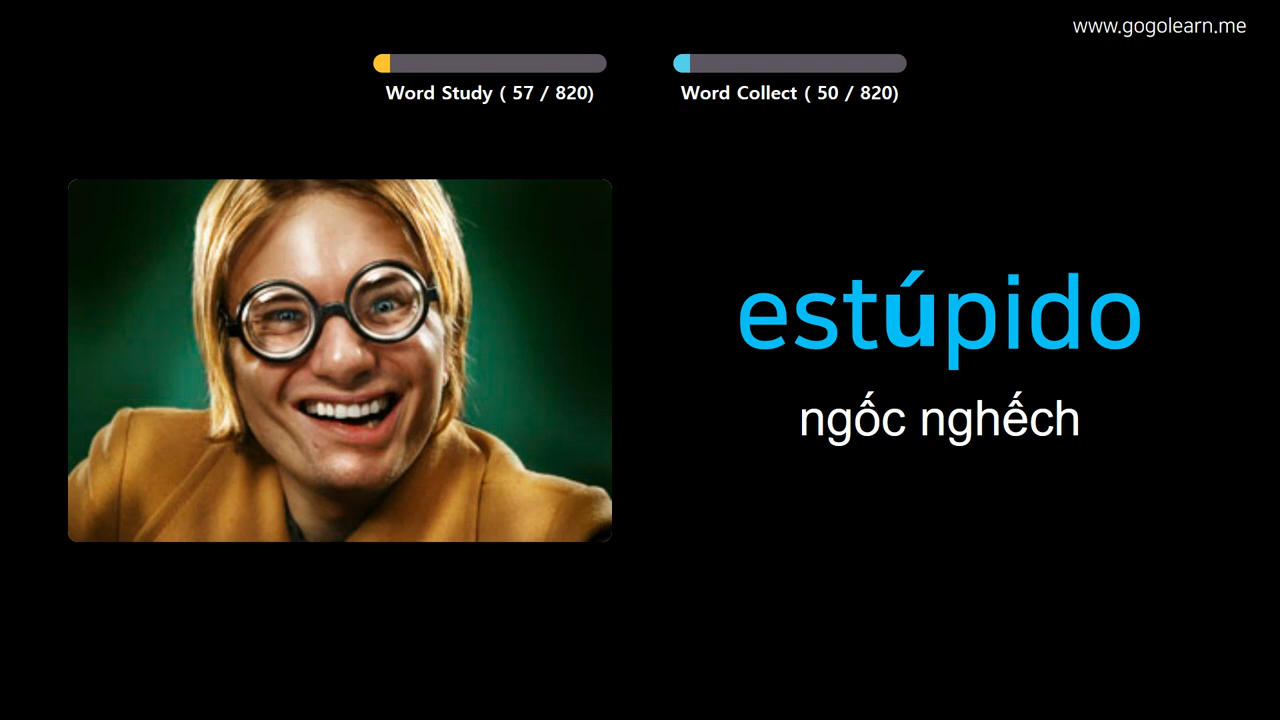 www.gogolearn.me
Word Study ( 57 / 820)
Word Collect ( 50 / 820)
estúpido
ngốc nghếch